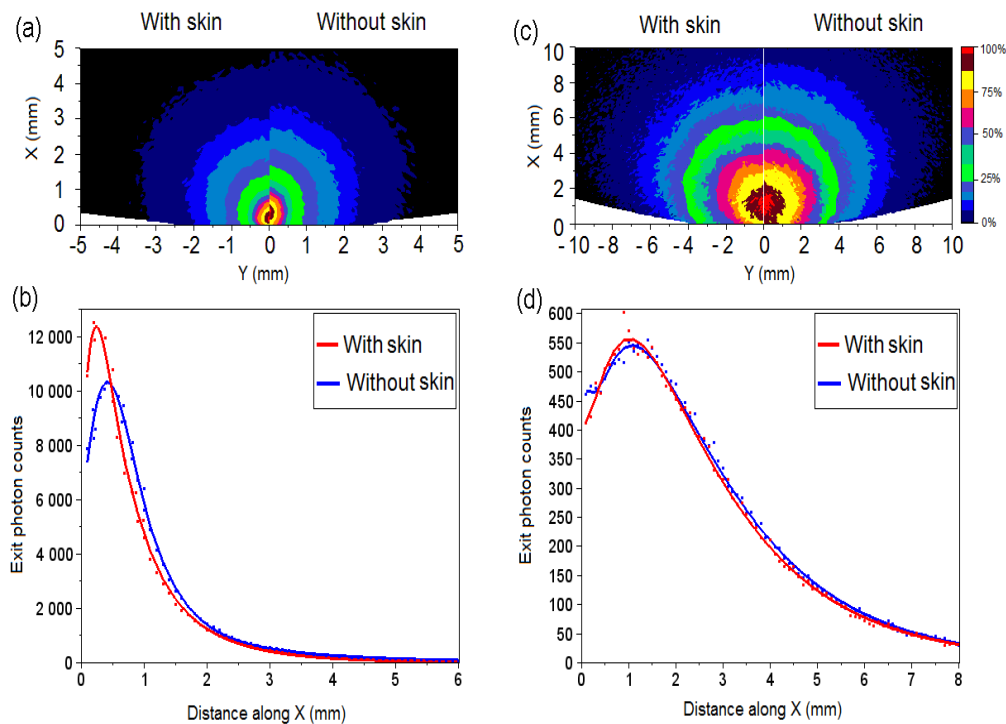 (a)
With skin Without skin
5
4
3
2
1
0
X (mm)
-5 -4 -3 -2 -1 0 1 2 3 4 5
Y (mm)
(c)
With skin Without skin
10
8
6
4
2
0
X (mm)
-10 -8 -6 -4 -2 0 2 4 6 8 10
Y (mm)
100%
75%
50%
25%
0%
(b)
With skin
Without skin
12 000
10 000
8 000
6 000
4 000
2 000
0
Exit photon counts
0 1 2 3 4 5 6
Distance along X (mm)
(d)
With skin
Without skin
600
550
500
450
400
350
300
250
200
150
100
50
0
Exit photon counts
0 1 2 3 4 5 6 7 8
Distance along X (mm)